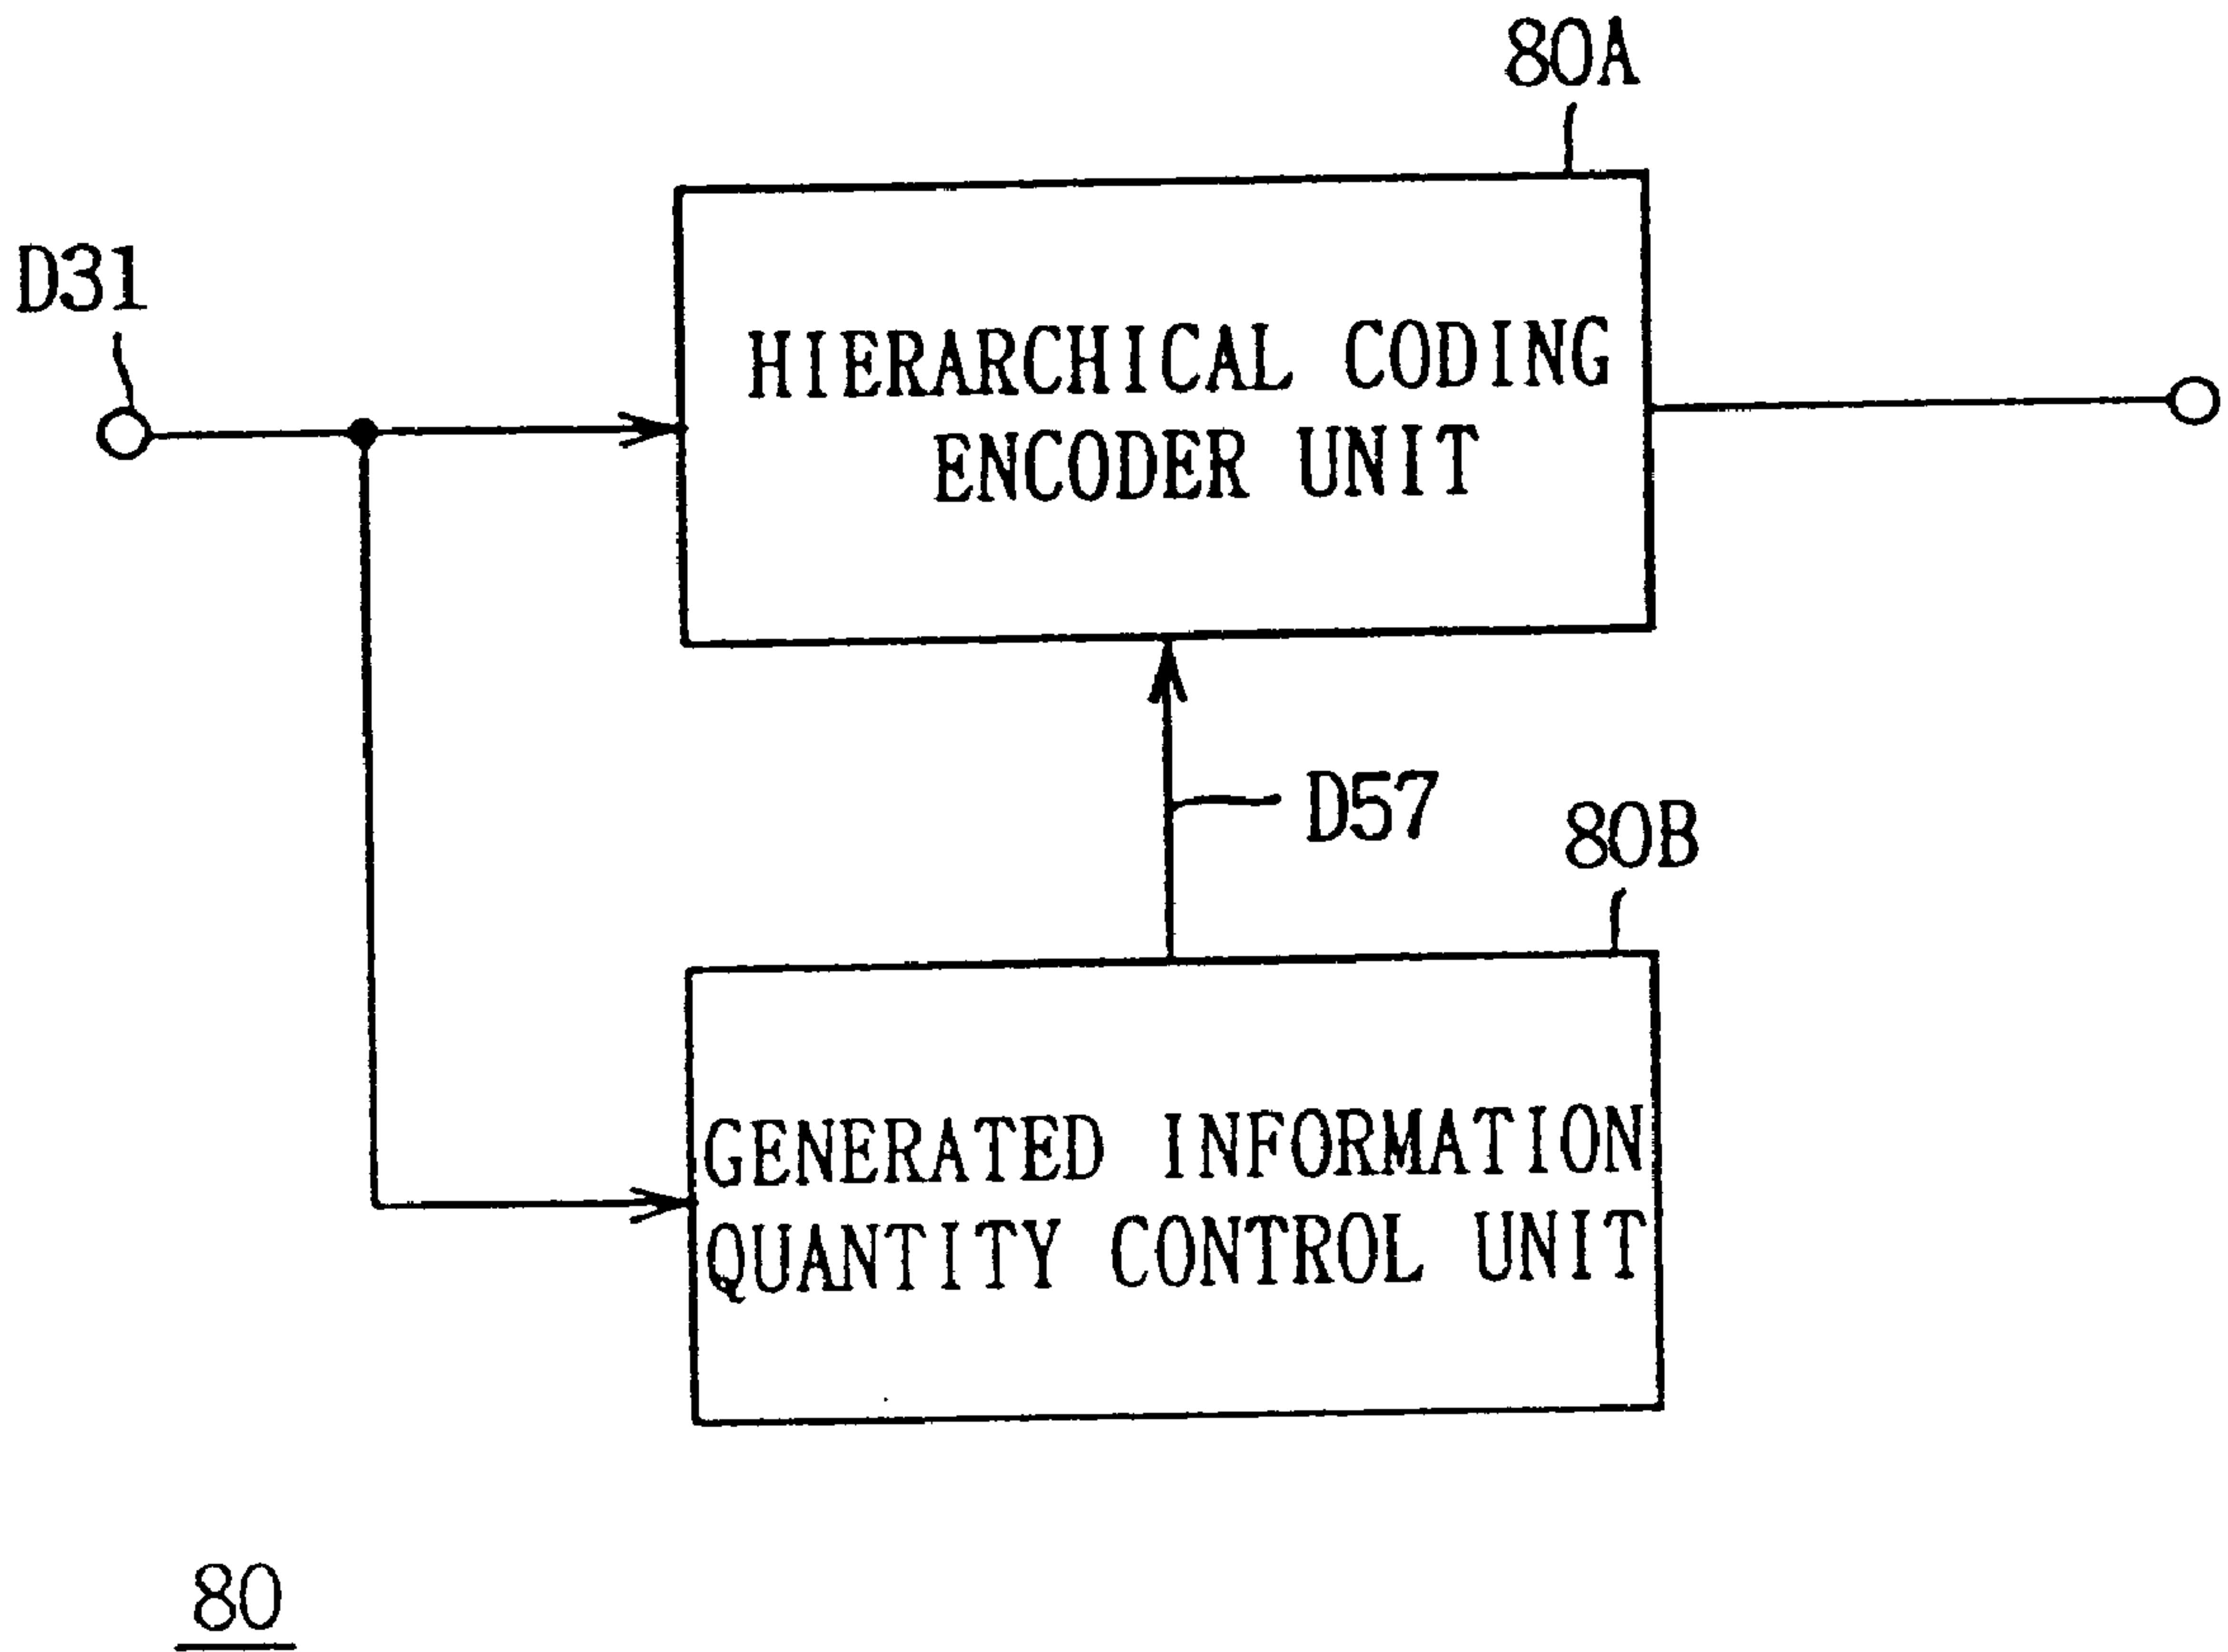 80A
D31
HIERARCHICAL CODING
ENCODER UNIT
D57
80B
GENERATED INFORMATION
QUANTITY CONTROL UNIT
80